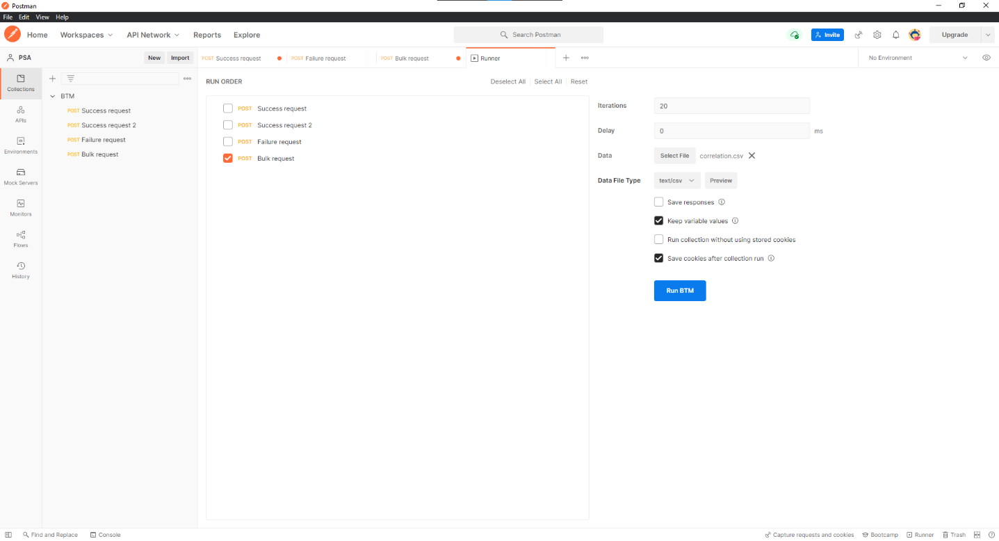 Postman
File Edit View Help
Home Workspaces API Network Reports Explore Search Postman Invite Upgrade
PSA New Import POST Success request POST Failure request POST Bulk request Runner No Environment
Collections
APIs
Environments
Mock Servers
Monitors
Flows
History
BTM
POST Success request
POST Success request 2
POST Failure request
POST Bulk request
RUN ORDER Deselect All Select All Reset
POST Success request
POST Success request 2
POST Failure request
POST Bulk request
Iterations 20
Delay 0 ms
Data Select File correlation.csv
Data File Type text/csv Preview
Save responses
Keep variable values
Run collection without using stored cookies
Save cookies after collection run
Run BTM
Find and Replace Console Capture requests and cookies Bootcamp Runner Trash